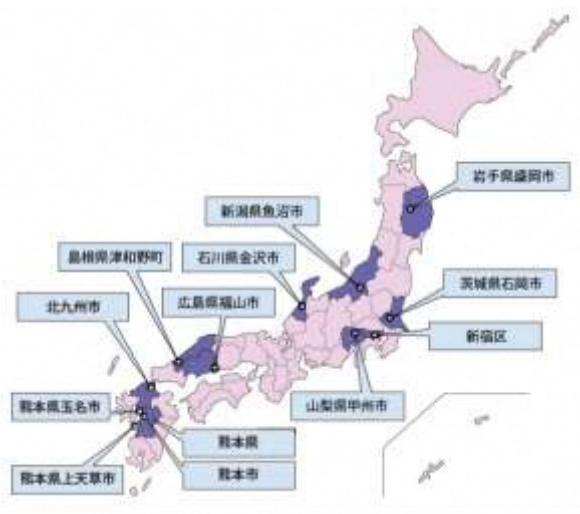 岩手県盛岡市
新潟県魚沼市
島根県津和野町
石川県金沢市
茨城県石岡市
北九州市
広島県福山市
新宿区
熊本県玉名市
山梨県甲州市
熊本県
熊本県上天草市
熊本市